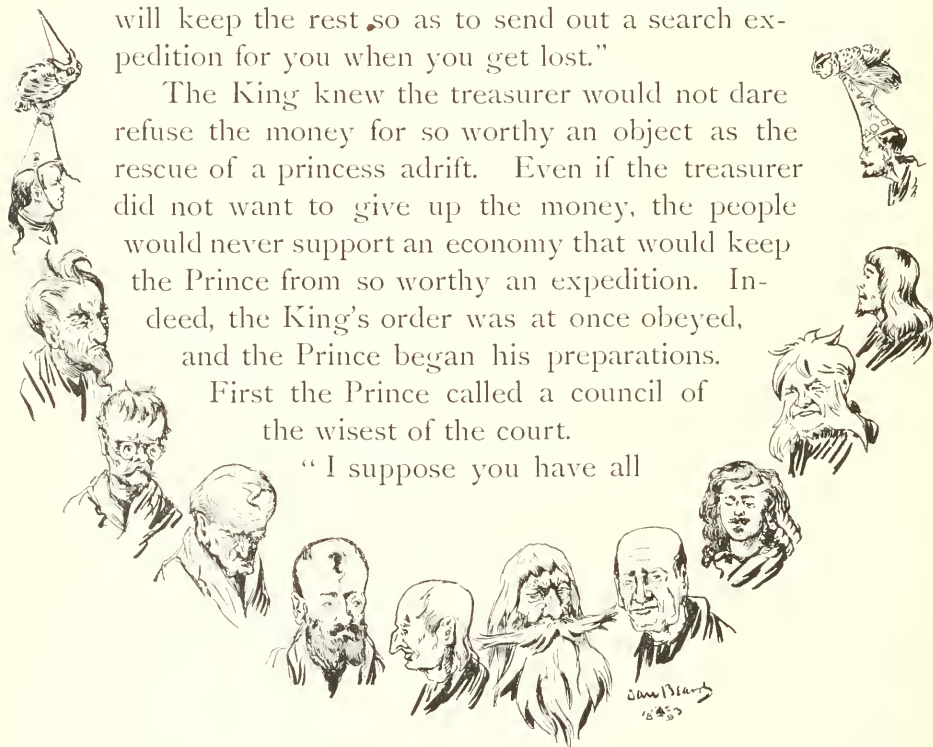 will keep the rest so as to send out a search ex-
pedition for you when you get lost."
The King knew the treasurer would not dare
refuse the money for so worthy an object as the
rescue of a princess adrift. Even if the treasurer
did not want to give up the money, the people
would never support an economy that would keep
the Prince from so worthy an expedition. In-
deed, the King's order was at once obeyed,
and the Prince began his preparations.
First the Prince called a council of
the wisest of the court.
“ I suppose you have all
Dan Beard
1893